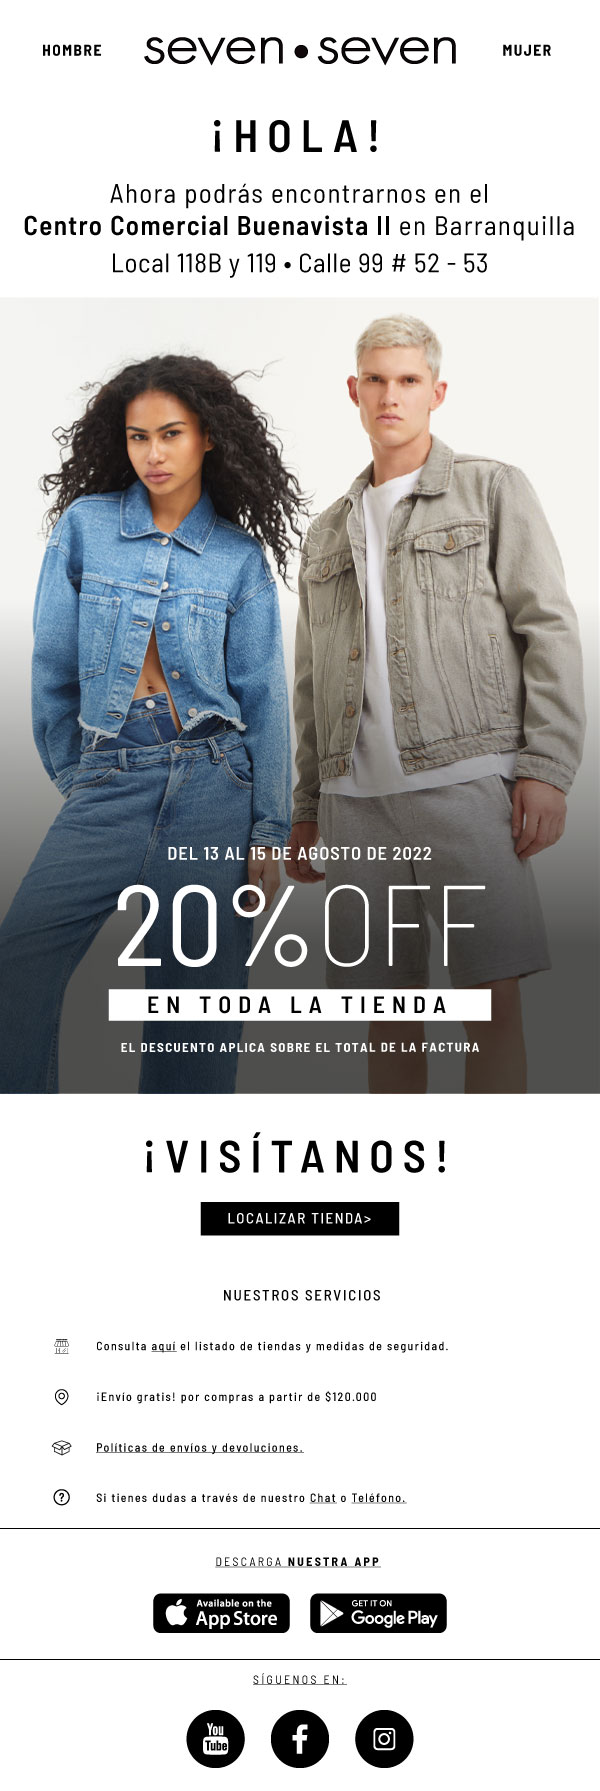 HOMBRE
seven•seven
MUJER
¡HOLA!
Ahora podrás encontrarnos en el
Centro Comercial Buenavista II en Barranquilla
Local 118B y 119 • Calle 99 # 52 - 53
DEL 13 AL 15 DE AGOSTO DE 2022
20%OFF
EN TODA LA TIENDA
EL DESCUENTO APLICA SOBRE EL TOTAL DE LA FACTURA
¡VISÍTANOS!
LOCALIZAR TIENDA>
NUESTROS SERVICIOS
Consulta aquí el listado de tiendas y medidas de seguridad.
¡Envío gratis! por compras a partir de $120.000
Políticas de envíos y devoluciones.
Si tienes dudas a través de nuestro Chat o Teléfono.
DESCARGA NUESTRA APP
Available on the
App Store
GET IT ON
Google Play
SÍGUENOS EN:
You
Tube